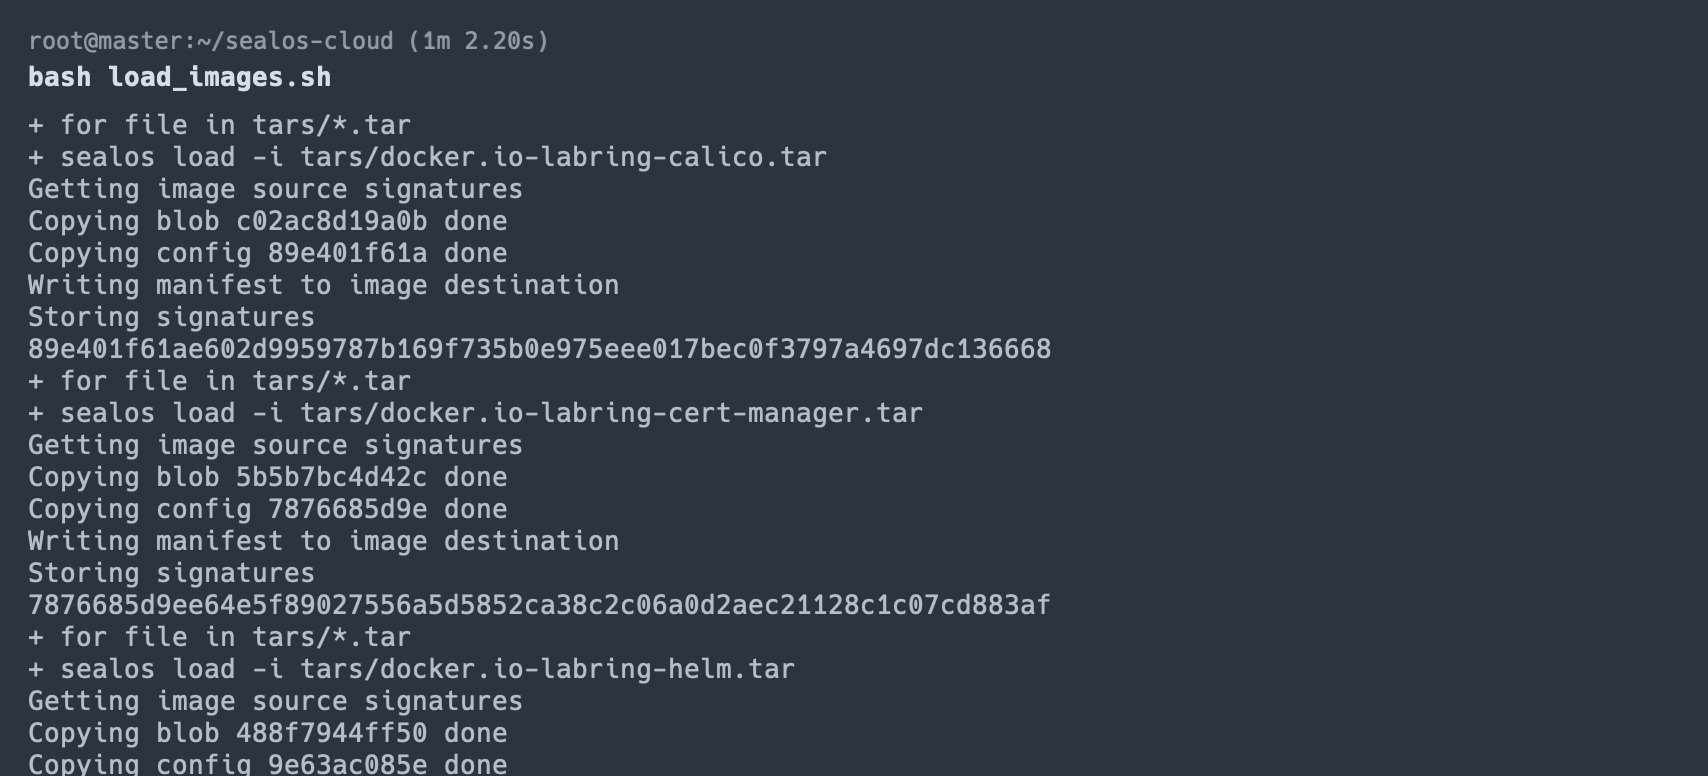 root@master:~/sealos-cloud (1m 2.20s)
bash load_images.sh
+ for file in tars/*.tar
+ sealos load -i tars/docker.io-labring-calico.tar
Getting image source signatures
Copying blob c02ac8d19a0b done
Copying config 89e401f61a done
Writing manifest to image destination
Storing signatures
89e401f61ae602d9959787b169f735b0e975eee017bec0f3797a4697dc136668
+ for file in tars/*.tar
+ sealos load -i tars/docker.io-labring-cert-manager.tar
Getting image source signatures
Copying blob 5b5b7bc4d42c done
Copying config 7876685d9e done
Writing manifest to image destination
Storing signatures
7876685d9ee64e5f89027556a5d5852ca38c2c06a0d2aec21128c1c07cd883af
+ for file in tars/*.tar
+ sealos load -i tars/docker.io-labring-helm.tar
Getting image source signatures
Copying blob 488f7944ff50 done
Copying config 9e63ac085e done